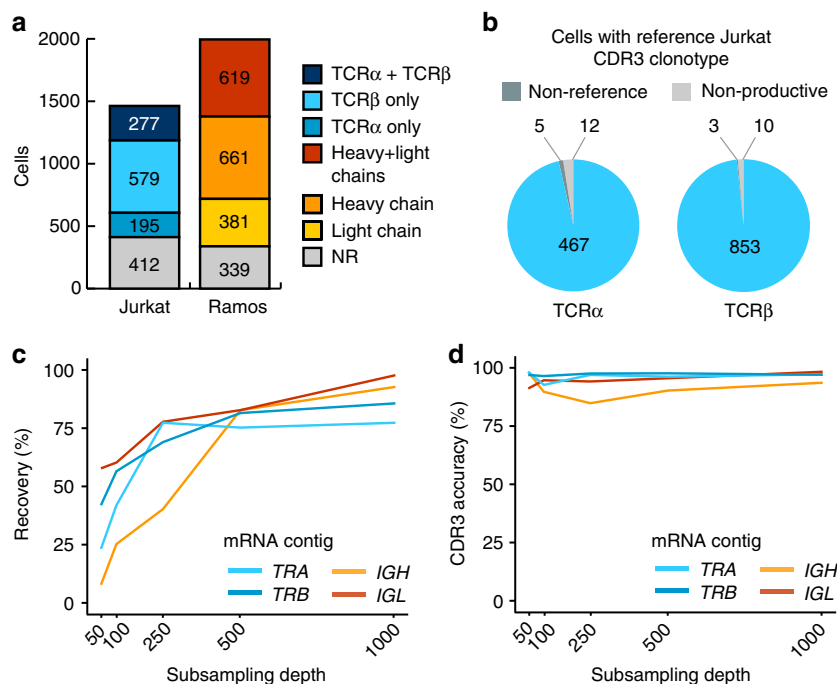 a
2000
1500
1000
500
0
Cells
277
579
195
412
619
661
381
339
Jurkat
Ramos
TCRα + TCRβ
TCRβ only
TCRα only
Heavy+light
chains
Heavy chain
Light chain
NR
b
Cells with reference Jurkat
CDR3 clonotype
Non-reference
Non-productive
5
12
467
TCRα
3
10
853
TCRβ
c
100
75
50
25
0
Recovery (%)
mRNA contig
TRA
IGH
TRB
IGL
50
100
250
500
1000
Subsampling depth
d
100
75
50
25
0
CDR3 accuracy (%)
mRNA contig
TRA
IGH
TRB
IGL
50
100
250
500
1000
Subsampling depth